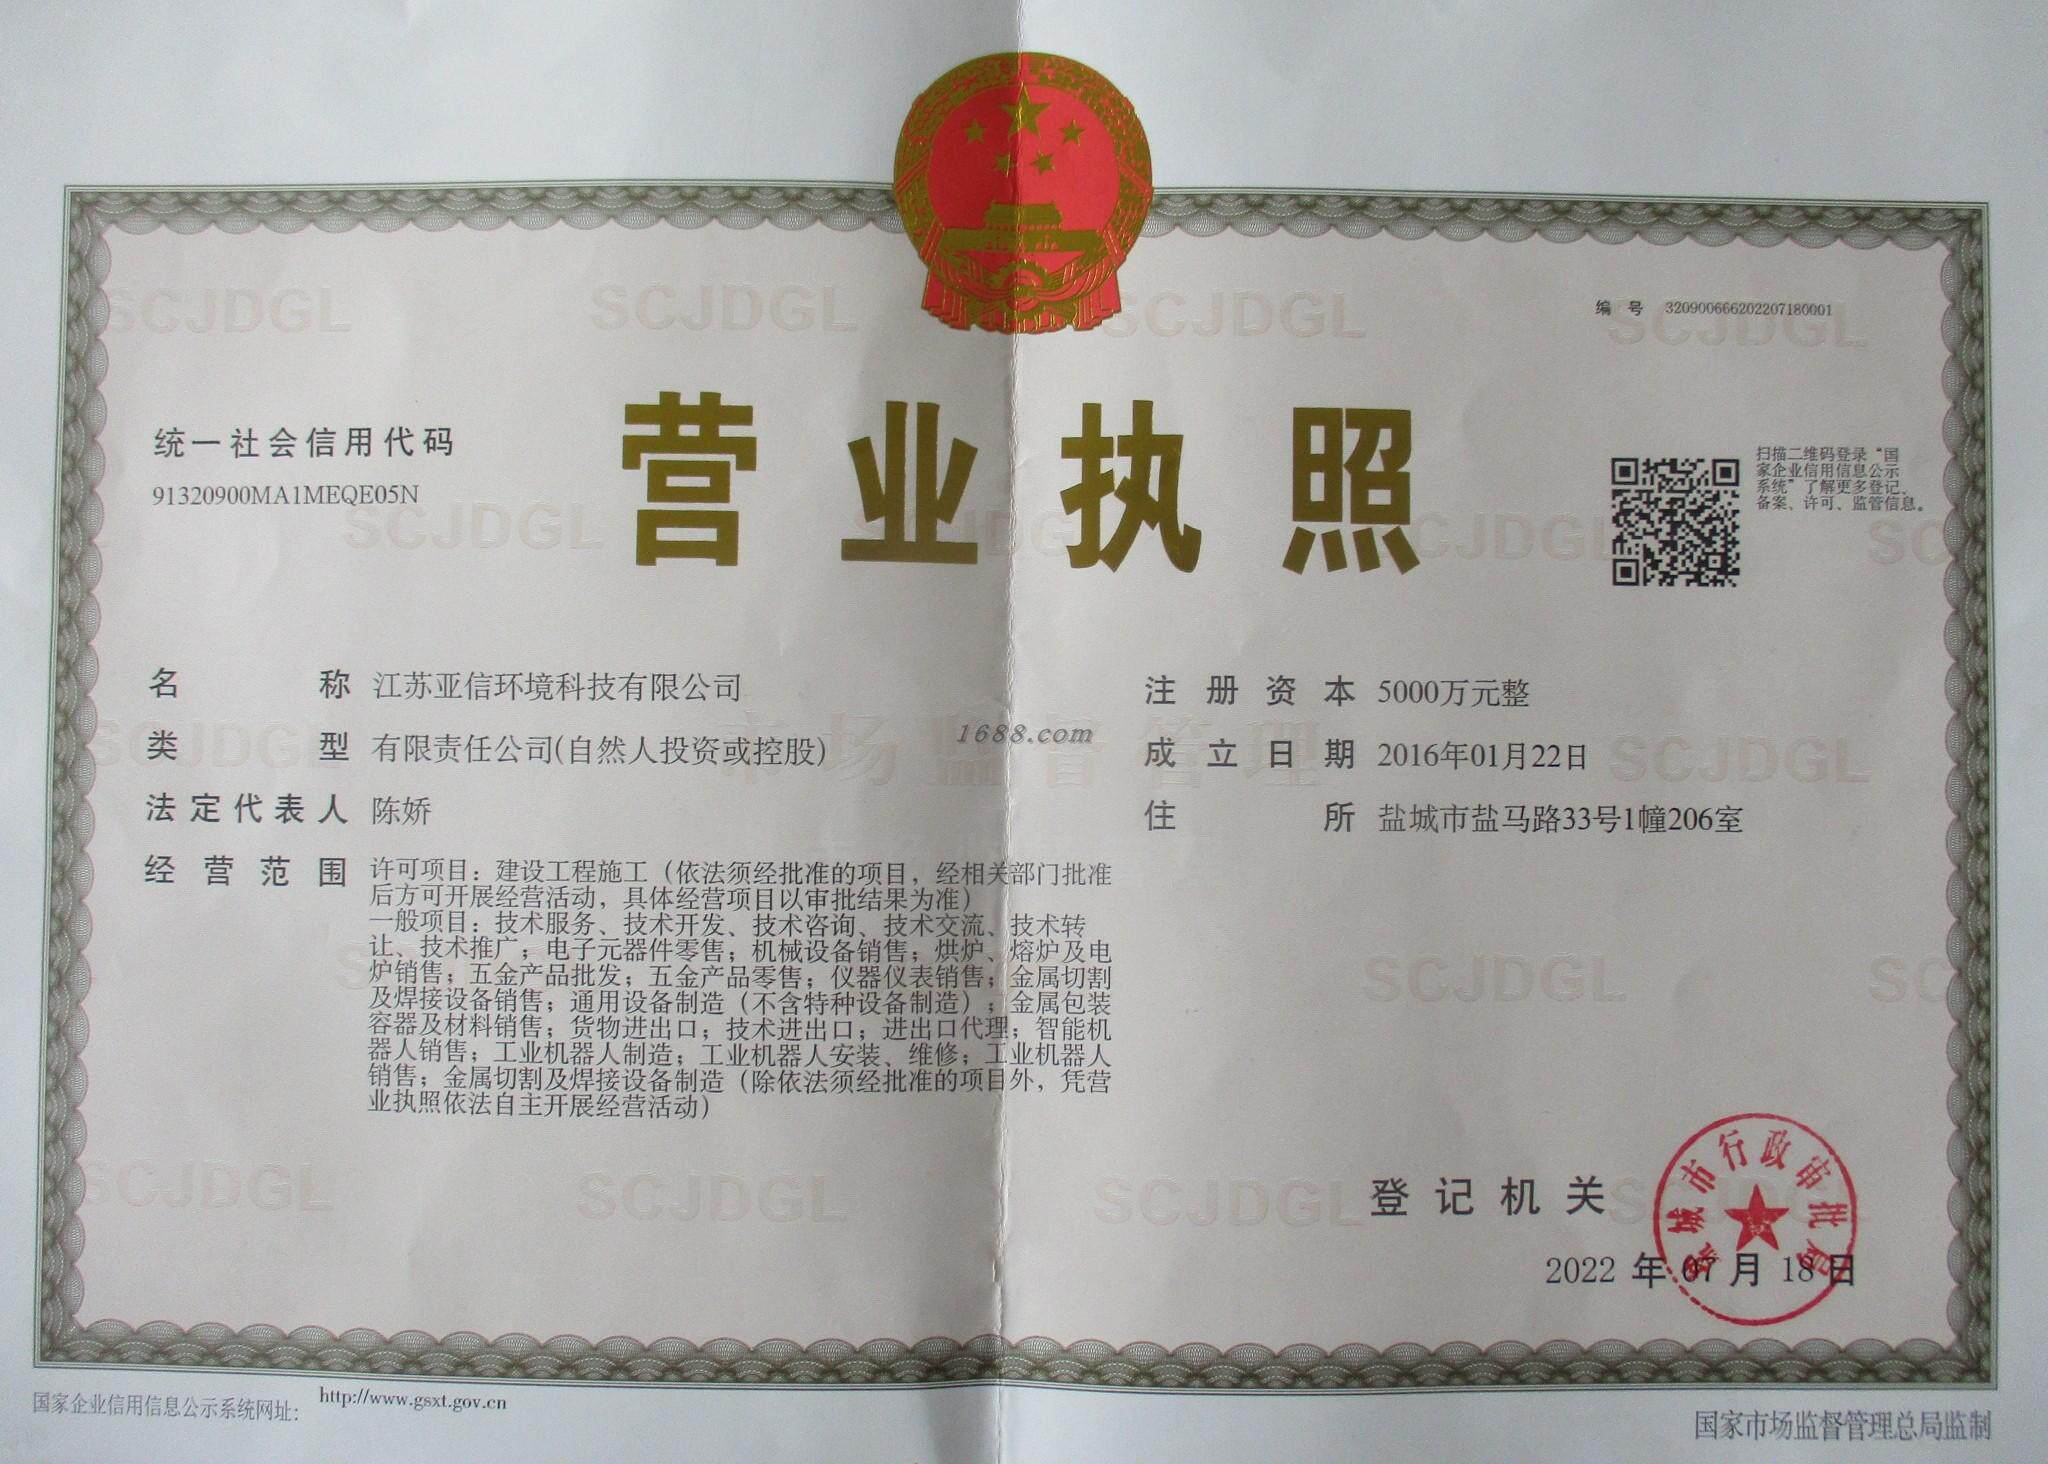 编 号 320900666202207180001
统一社会信用代码
91320900MA1MEQE05N
营业执照
扫描二维码登录“国
家企业信用信息公示
系统”了解更多登记、
备案、许可、监管信息。
名 称 江苏亚信环境科技有限公司
类 型 有限责任公司(自然人投资或控股)
法定代表人 陈娇
经营范围 许可项目：建设工程施工（依法须经批准的项目，经相关部门批准
后方可开展经营活动，具体经营项目以审批结果为准）
一般项目：技术服务、技术开发、技术咨询、技术交流、技术转
让、技术推广；电子元器件零售；机械设备销售；烘炉、熔炉及电
炉销售；五金产品批发；五金产品零售；仪器仪表销售；金属切割
及焊接设备销售；通用设备制造（不含特种设备制造）；金属包装
容器及材料销售；货物进出口；技术进出口；进出口代理；智能机
器人销售；工业机器人制造；工业机器人安装、维修；工业机器人
销售；金属切割及焊接设备制造（除依法须经批准的项目外，凭营
业执照依法自主开展经营活动）
注册资本 5000万元整
成立日期 2016年01月22日
住 所 盐城市盐马路33号1幢206室
1688.com
市场监督管理
SCJDGL
登记机关
盐城市行政审批局
2022 年 07 月 18 日
国家企业信用信息公示系统网址： http://www.gsxt.gov.cn
国家市场监督管理总局监制